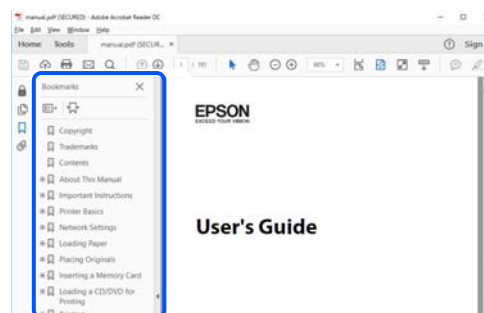 manual.pdf (SECURED) - Adobe Acrobat Reader DC
File Edit View Window Help
Home Tools manual.pdf (SECUR... × Sign
Bookmarks ×
Copyright
Trademarks
Contents
About This Manual
Important Instructions
Printer Basics
Network Settings
Loading Paper
Placing Originals
Inserting a Memory Card
Loading a CD/DVD for
Printing
EPSON
EXCEED YOUR VISION
User's Guide